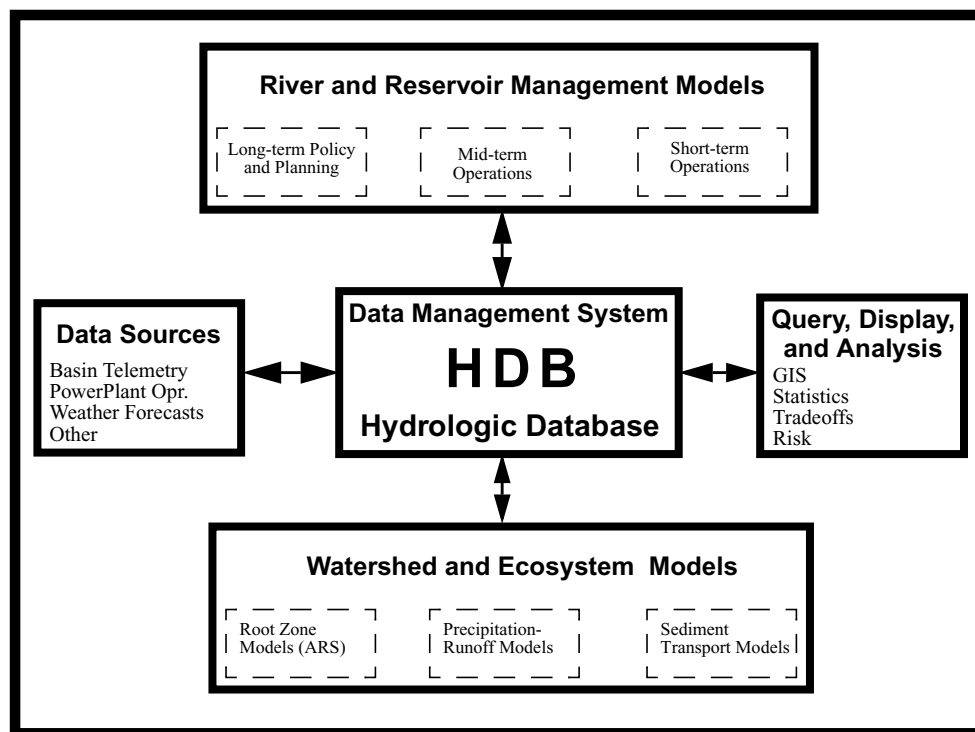 River and Reservoir Management Models
Long-term Policy
and Planning
Mid-term
Operations
Short-term
Operations
Data Sources
Basin Telemetry
PowerPlant Opr.
Weather Forecasts
Other
Data Management System
HDB
Hydrologic Database
Query, Display,
and Analysis
GIS
Statistics
Tradeoffs
Risk
Watershed and Ecosystem Models
Root Zone
Models (ARS)
Precipitation-
Runoff Models
Sediment
Transport Models